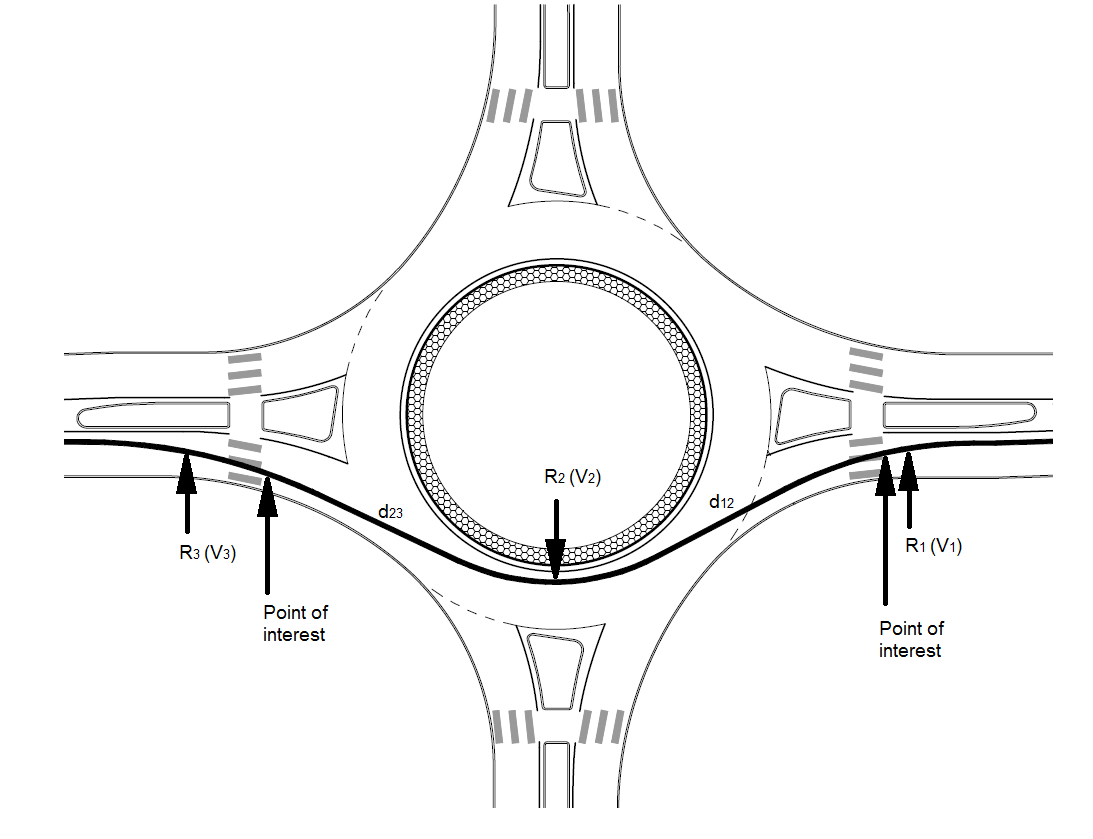 R2 (V2)
d12
d23
R3 (V3)
R1 (V1)
Point of
interest
Point of
interest